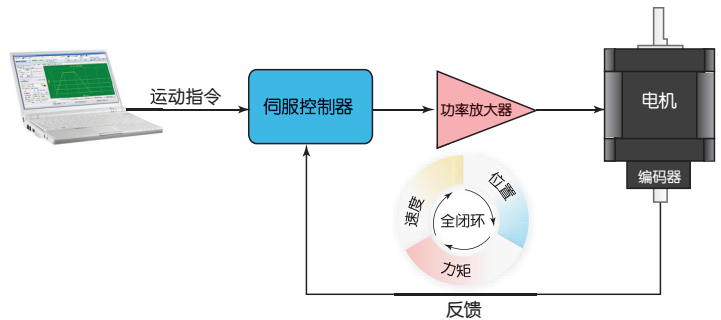 运动指令
伺服控制器
功率放大器
电机
编码器
位置
速度
全闭环
力矩
反馈